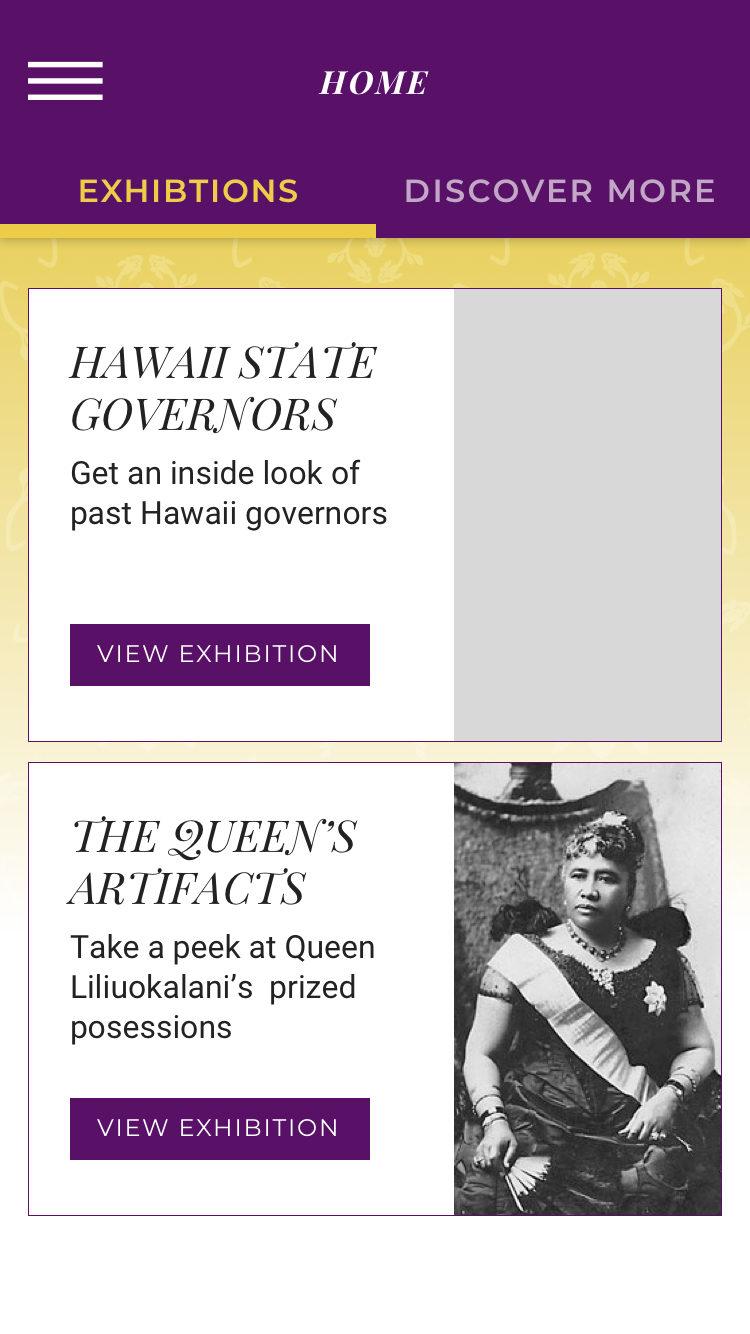 HOME
EXHIBTIONS DISCOVER MORE
HAWAII STATE
GOVERNORS
Get an inside look of
past Hawaii governors
VIEW EXHIBITION
THE QUEEN’S
ARTIFACTS
Take a peek at Queen
Liliuokalani’s  prized
posessions
VIEW EXHIBITION